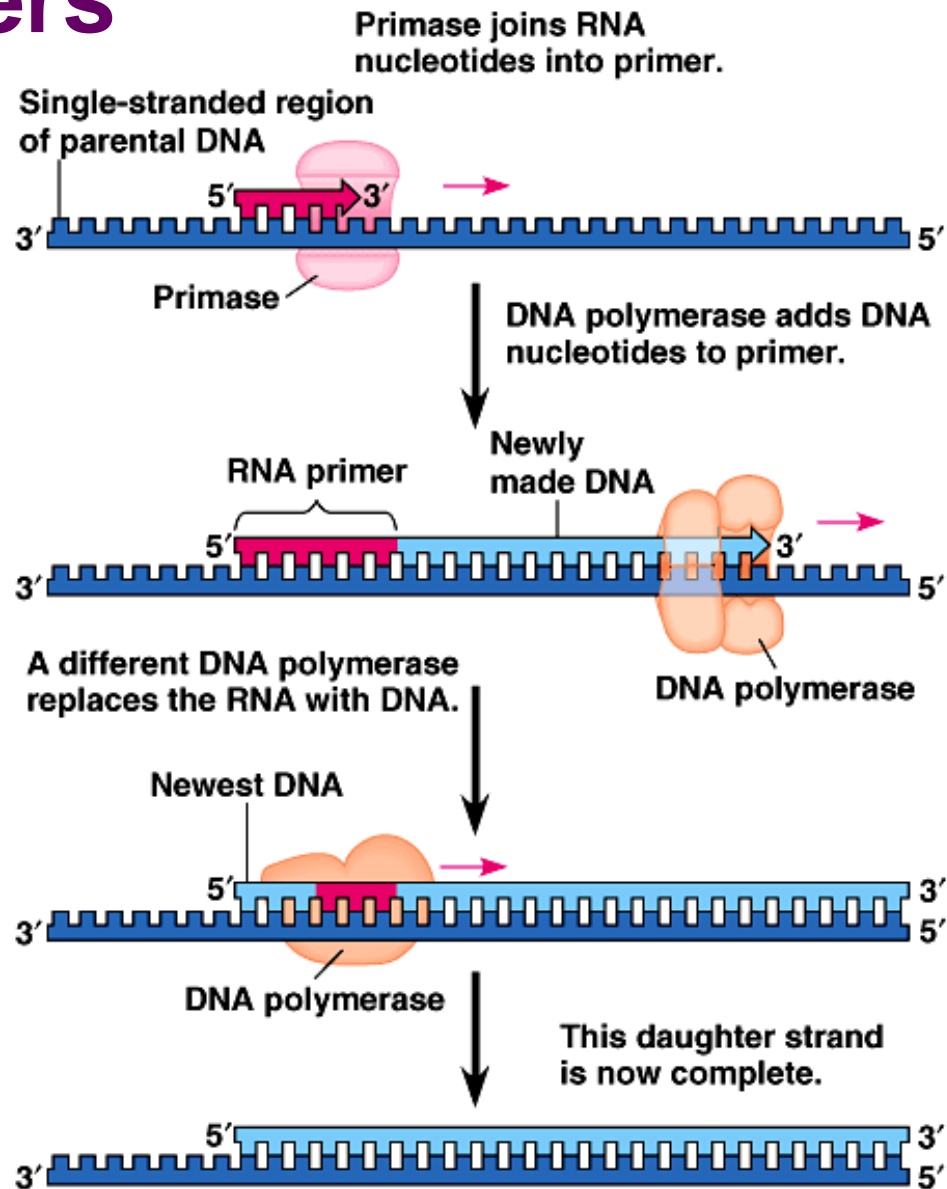 ers
Primase joins RNA
nucleotides into primer.
Single-stranded region
of parental DNA
5′
3′
3′
5′
Primase
DNA polymerase adds DNA
nucleotides to primer.
Newly
made DNA
RNA primer
5′
3′
3′
5′
DNA polymerase
A different DNA polymerase
replaces the RNA with DNA.
Newest DNA
5′
3′
3′
5′
DNA polymerase
This daughter strand
is now complete.
5′
3′
3′
5′